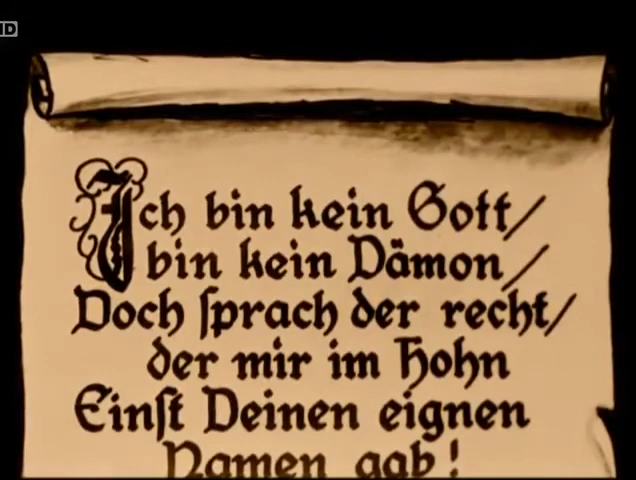 ID
Ich bin kein Gott/
bin kein Dämon/
Doch ſprach der recht/
der mir im Hohn
Einſt Deinen eignen
Namen gab!